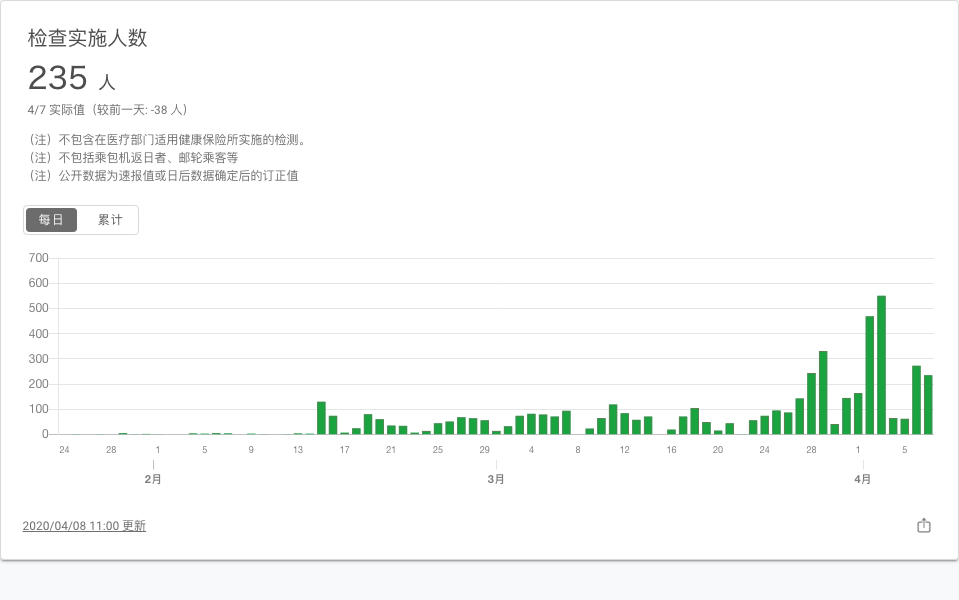 检查实施人数
235 人
4/7 实际值（较前一天: -38 人）
（注）不包含在医疗部门适用健康保险所实施的检测。
（注）不包括乘包机返日者、邮轮乘客等
（注）公开数据为速报值或日后数据确定后的订正值
每日 累计
700
600
500
400
300
200
100
0
24 28 1 5 9 13 17 21 25 29 4 8 12 16 20 24 28 1 5
2月 3月 4月
2020/04/08 11:00 更新